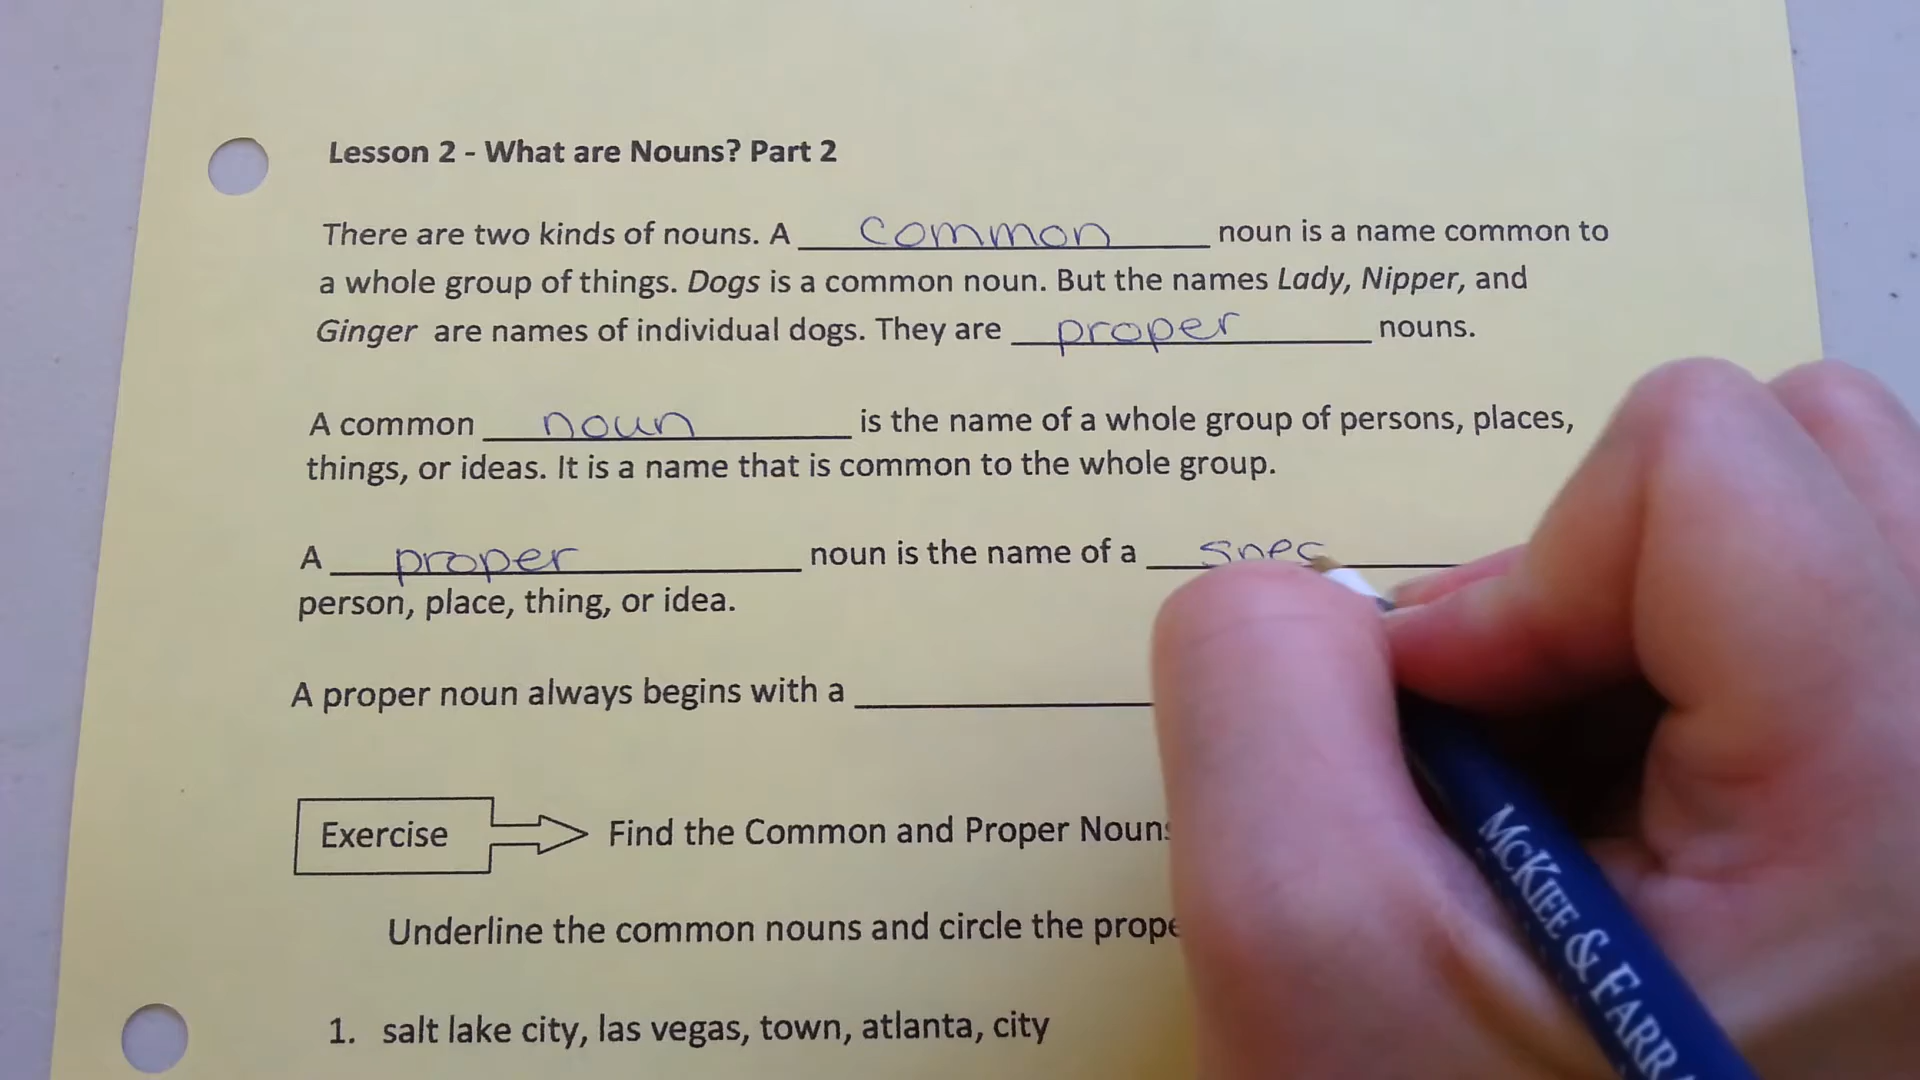 Lesson 2 - What are Nouns? Part 2
There are two kinds of nouns. A common noun is a name common to
a whole group of things. Dogs is a common noun. But the names Lady, Nipper, and
Ginger are names of individual dogs. They are proper nouns.
A common noun is the name of a whole group of persons, places,
things, or ideas. It is a name that is common to the whole group.
A proper noun is the name of a spec
person, place, thing, or idea.
A proper noun always begins with a
Exercise Find the Common and Proper Nouns
Underline the common nouns and circle the prope
1. salt lake city, las vegas, town, atlanta, city
McKIEE & FARRA